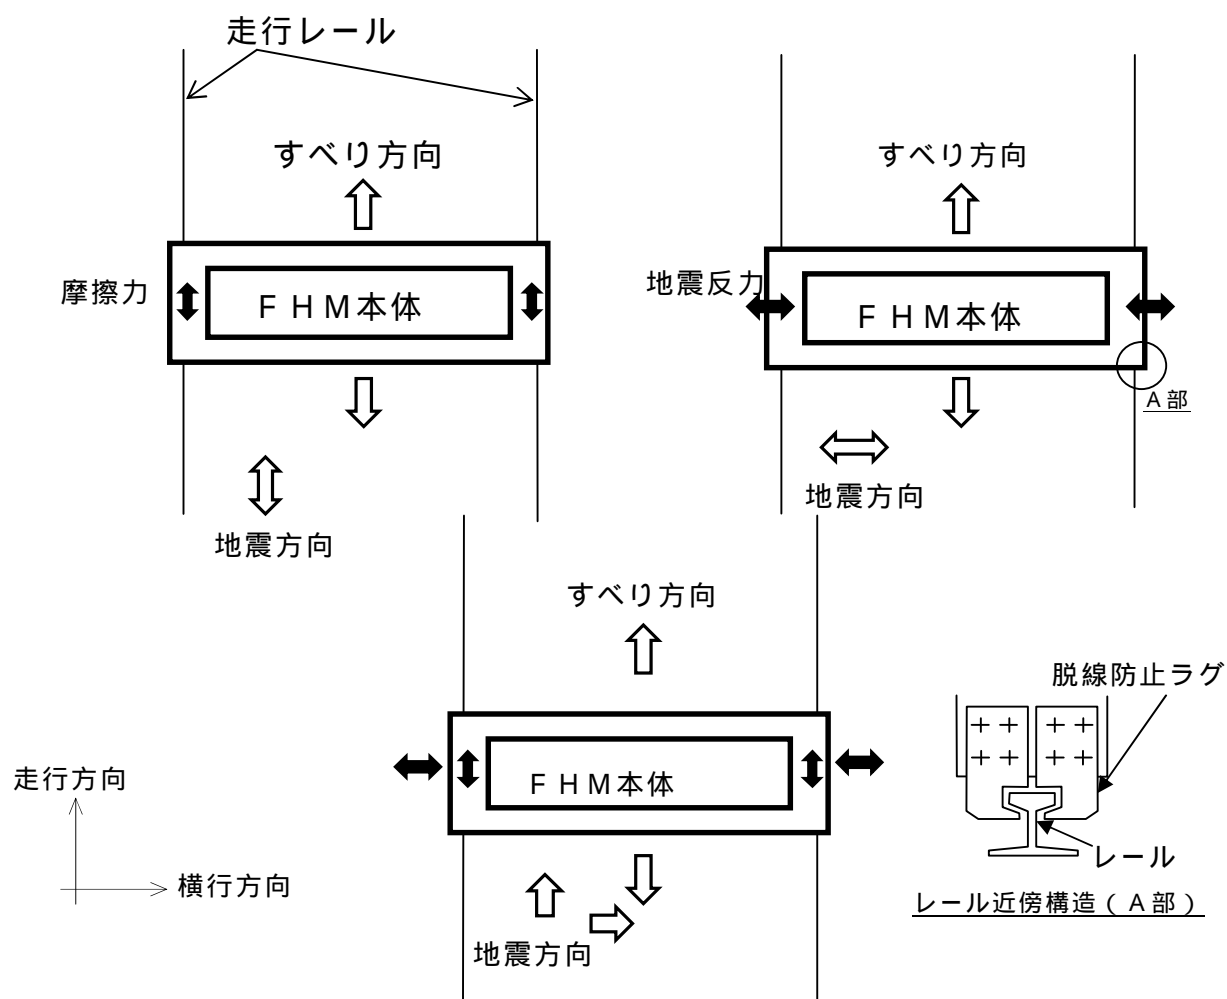 走行レール
すべり方向
摩擦力
ＦＨＭ本体
地震方向
すべり方向
地震反力
ＦＨＭ本体
Ａ部
地震方向
すべり方向
ＦＨＭ本体
地震方向
走行方向
横行方向
脱線防止ラグ
レール
レール近傍構造（Ａ部）